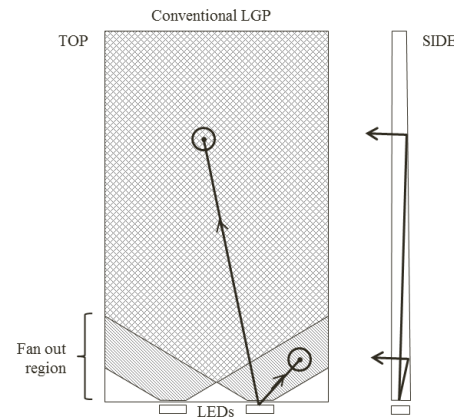 Conventional LGP
TOP
SIDE
Fan out
region
LEDs